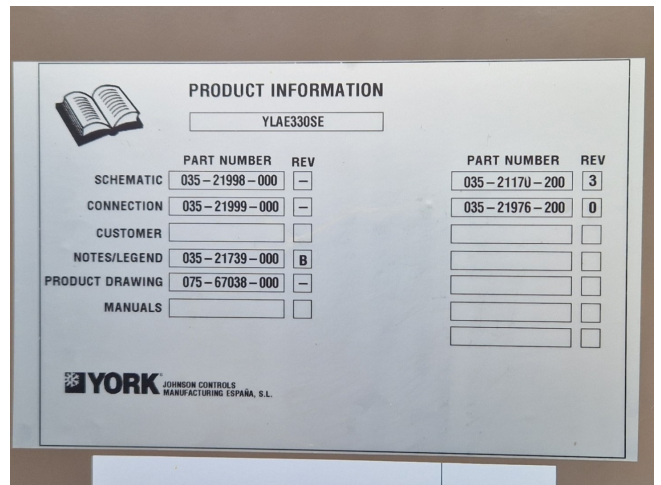 PRODUCT INFORMATION
YLAE330SE
PART NUMBER REV PART NUMBER REV
SCHEMATIC 035-21998-000 - 035-21170-200 3
CONNECTION 035-21999-000 - 035-21976-200 0
CUSTOMER
NOTES/LEGEND 035-21739-000 B
PRODUCT DRAWING 075-67038-000 -
MANUALS
YORK JOHNSON CONTROLS
MANUFACTURING ESPAÑA, S.L.